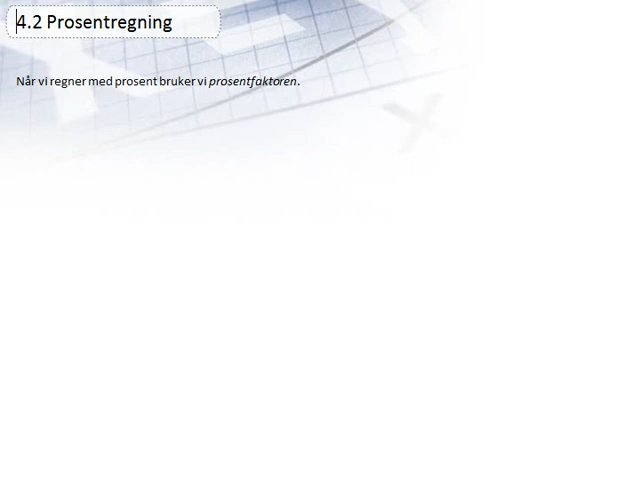 4.2 Prosentregning
Når vi regner med prosent bruker vi prosentfaktoren.